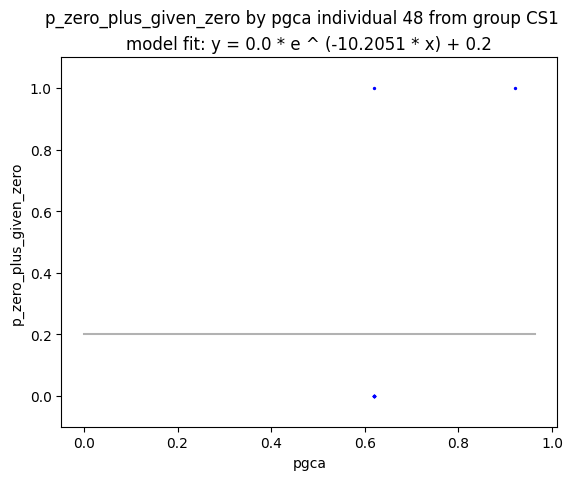 p_zero_plus_given_zero by pgca individual 48 from group CS1
model fit: y = 0.0 * e ^ (-10.2051 * x) + 0.2
1.0
0.8
0.6
0.4
0.2
0.0
p_zero_plus_given_zero
0.0 0.2 0.4 0.6 0.8 1.0
pgca